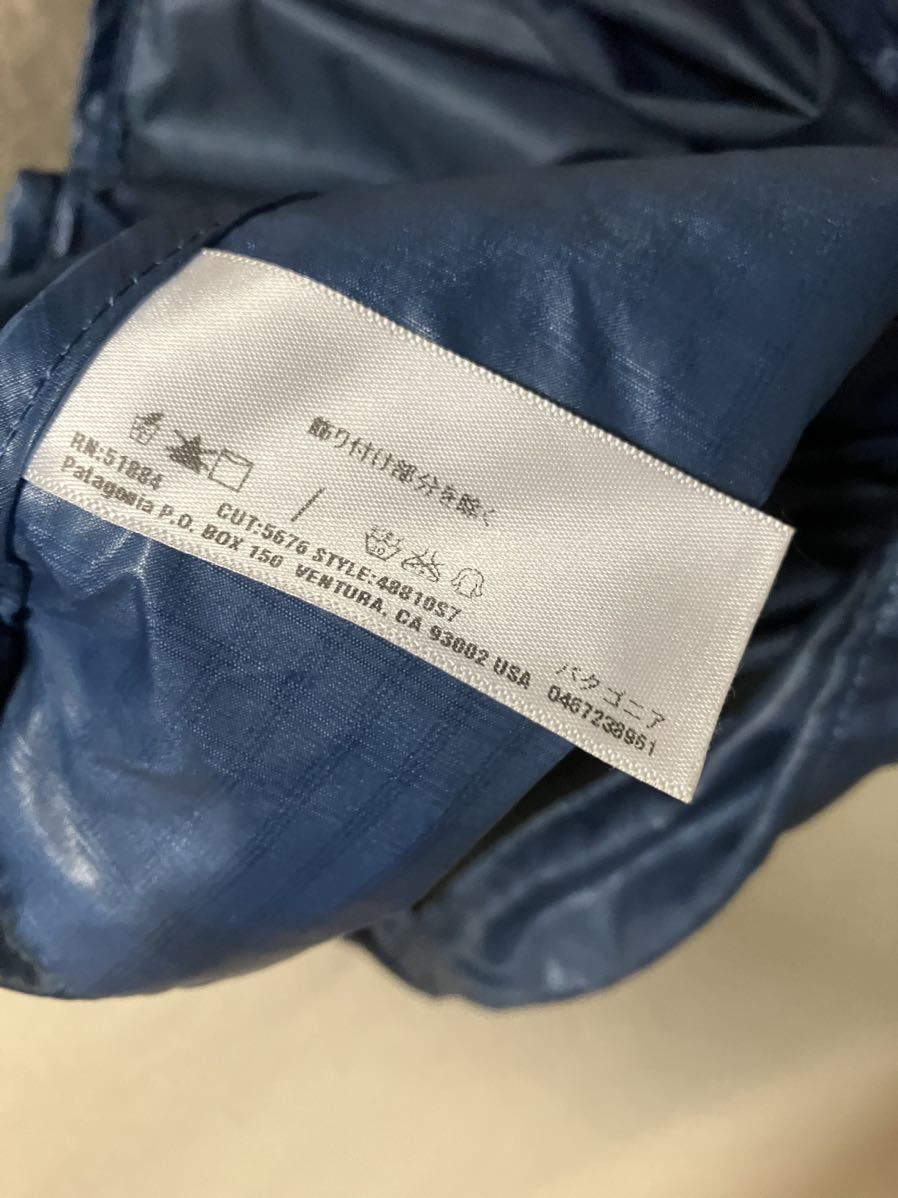 飾り付け部分を除く
RN:51884 CUT:5676 STYLE:48810S7
Patagonia P.O. BOX 150 VENTURA, CA 93002 USA
パタゴニア 0467238961